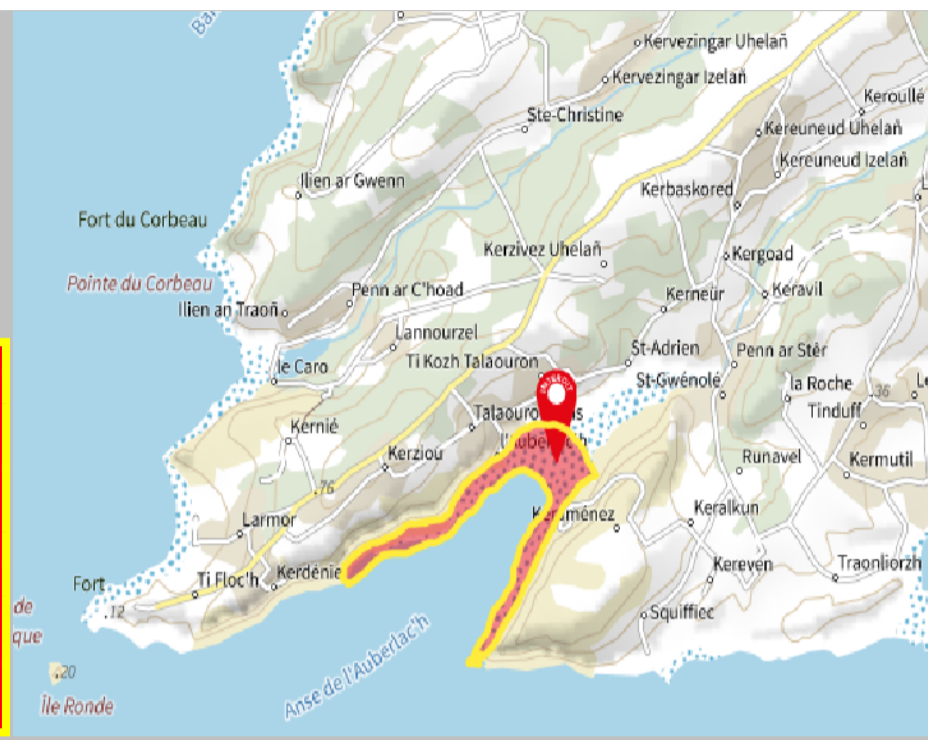 Kervezingar Uhelañ
Kervezingar Izelañ
Keroullé
Ste-Christine
Kereuneud Uhelañ
Kereuneud Izelañ
Ilien ar Gwenn
Kerbaskored
Fort du Corbeau
Kerzivez Uhelañ
Kergoad
Pointe du Corbeau
Penn ar C'hoad
Kerneur
Keravil
Ilien an Traoñ
Lannourzel
St-Adrien
Penn ar Stêr
le Caro
Ti Kozh Talaouron
St-Gwénolé
la Roche
36
INTERDIT
Tinduff
Kernié
Kerziou
Runavel
Kermutil
76
Keralkun
Larmor
Fort
Ti Floc'h
Kerdénie
Kereven
Traonliorzh
12
de
que
Squiffiec
20
Île Ronde
Anse de l'Auberlac'h